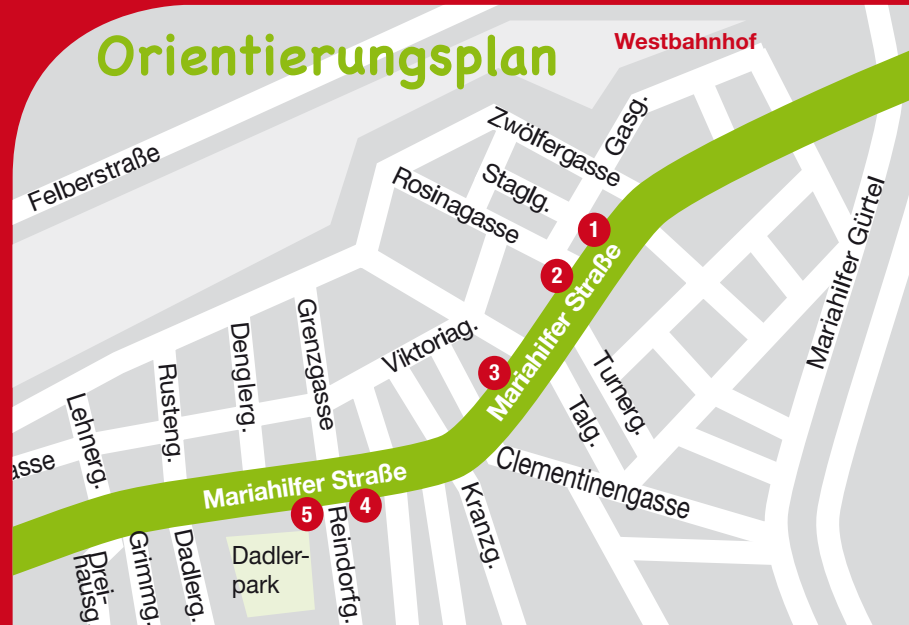 Orientierungsplan
Westbahnhof
Felberstraße
Zwölfergasse
Gasg.
Staglg.
Rosinagasse
1
2
Mariahilfer Straße
Mariahilfer Gürtel
Grenzgasse
Denglerg.
Viktoriag.
3
Rusteng.
Lehnerg.
Turnerg.
Talg.
asse
Clementinengasse
Mariahilfer Straße
5
4
Kranzg.
Reindorfg.
Drei-
hausg.
Grimmg.
Dadlerg.
Dadler-
park